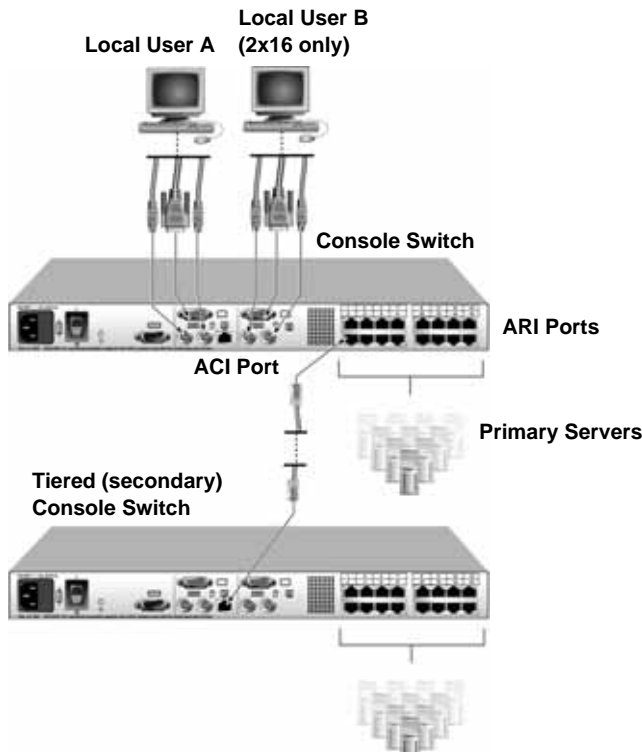 Local User B
Local User A (2x16 only)
Console Switch
ARI Ports
ACI Port
Primary Servers
Tiered (secondary)
Console Switch